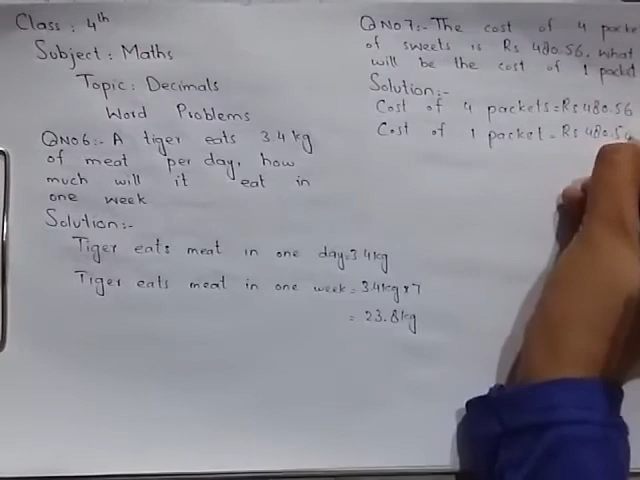 Class : 4th
Subject : Maths
Topic : Decimals
Word Problems
QNO6:- A tiger eats 3.4 kg
of meat per day, how
much will it eat in
one week
Solution:-
Tiger eats meat in one day=3.4kg
Tiger eats meat in one week= 3.4kg×7
= 23.8kg
QNO7:- The cost of 4 packe
of sweets is Rs 480.56. What
will be the cost of 1 packet
Solution:-
Cost of 4 packets=Rs480.56
Cost of 1 packet=Rs 480.5